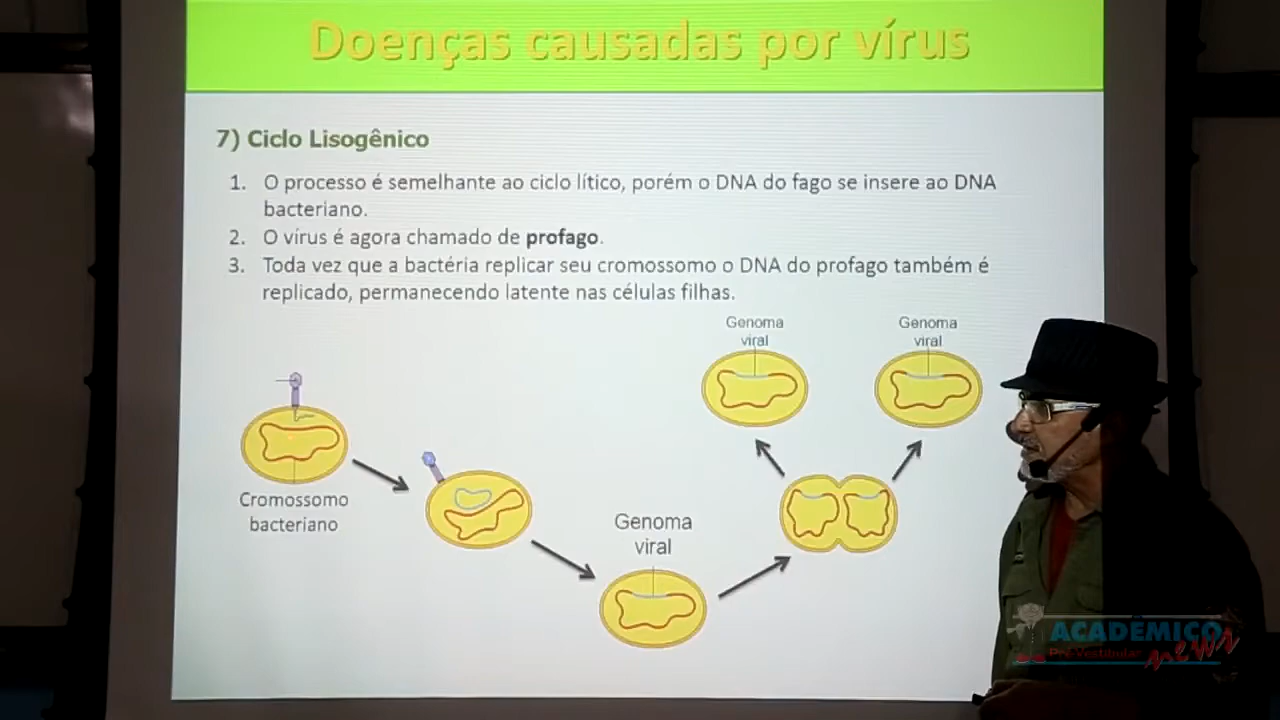 Doenças causadas por vírus
7) Ciclo Lisogênico
1. O processo é semelhante ao ciclo lítico, porém o DNA do fago se insere ao DNA
bacteriano.
2. O vírus é agora chamado de profago.
3. Toda vez que a bactéria replicar seu cromossomo o DNA do profago também é
replicado, permanecendo latente nas células filhas.
Genoma
viral
Genoma
viral
Cromossomo
bacteriano
Genoma
viral
ACADÊMICO
Pré-Vestibular
news